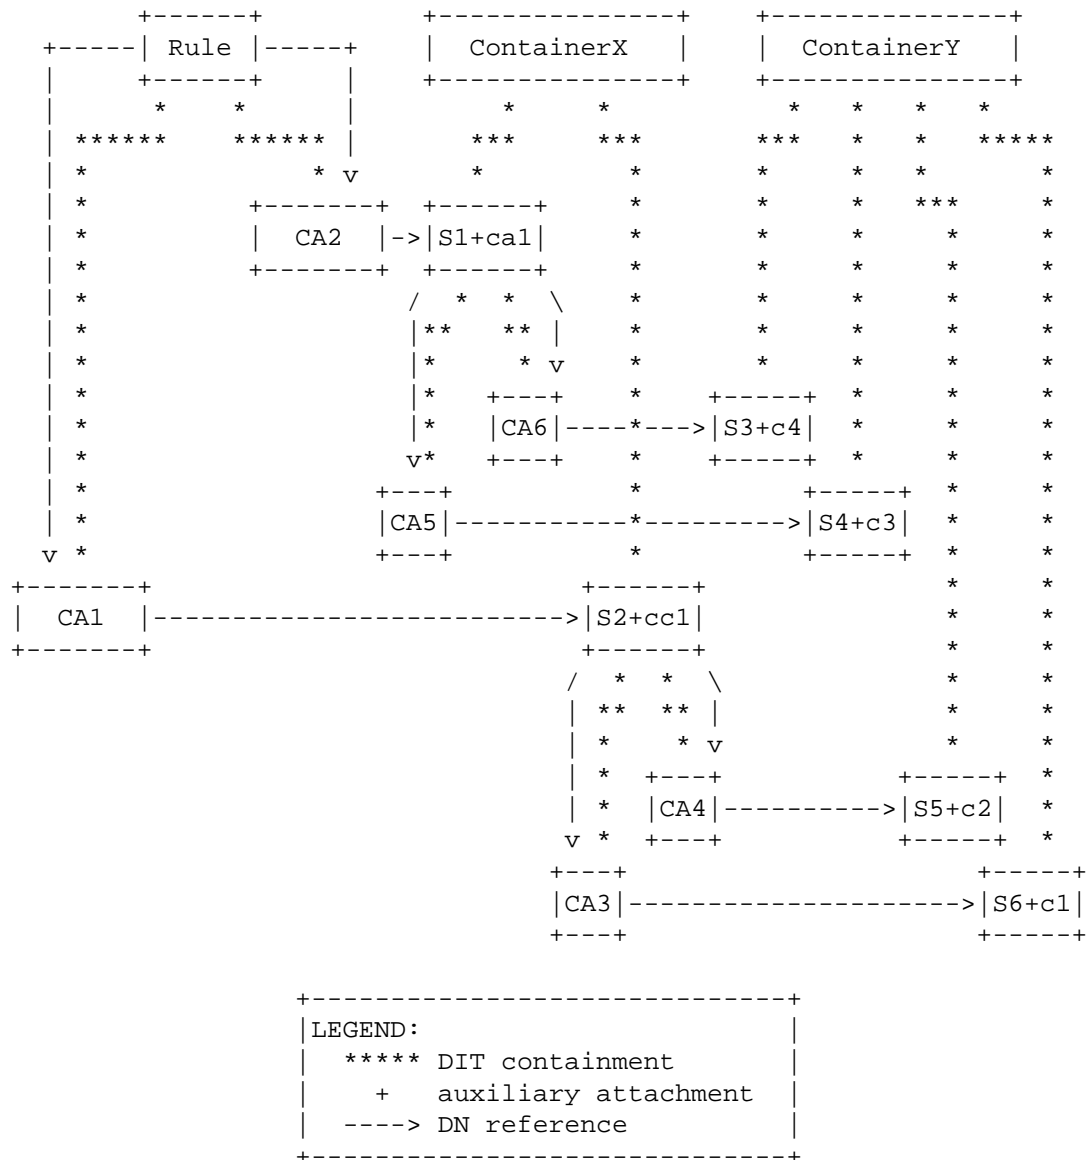 Rule ContainerX ContainerY
CA2 S1+ca1
CA6 S3+c4
CA5 S4+c3
CA1 S2+cc1
CA4 S5+c2
CA3 S6+c1
LEGEND:
***** DIT containment
+ auxiliary attachment
----> DN reference